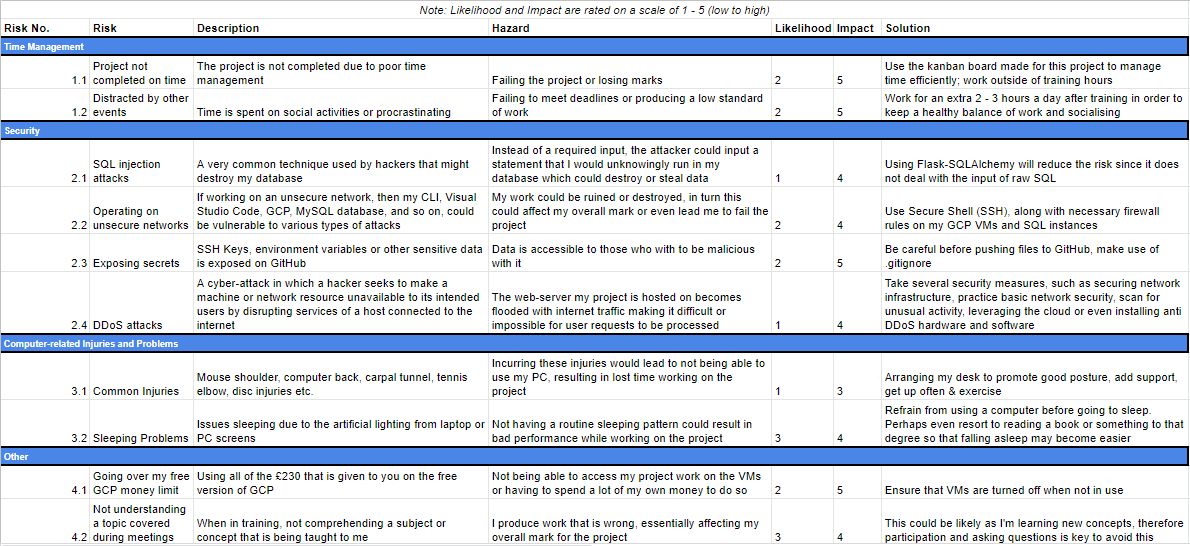 Note: Likelihood and Impact are rated on a scale of 1 - 5 (low to high)
Risk No. Risk Description Hazard Likelihood Impact Solution
Time Management
1.1 Project not completed on time The project is not completed due to poor time management Failing the project or losing marks 2 5 Use the kanban board made for this project to manage time efficiently; work outside of training hours
1.2 Distracted by other events Time is spent on social activities or procrastinating Failing to meet deadlines or producing a low standard of work 2 5 Work for an extra 2 - 3 hours a day after training in order to keep a healthy balance of work and socialising
Security
2.1 SQL injection attacks A very common technique used by hackers that might destroy my database Instead of a required input, the attacker could input a statement that I would unknowingly run in my database which could destroy or steal data 1 4 Using Flask-SQLAlchemy will reduce the risk since it does not deal with the input of raw SQL
2.2 Operating on unsecure networks If working on an unsecure network, then my CLI, Visual Studio Code, GCP, MySQL database, and so on, could be vulnerable to various types of attacks My work could be ruined or destroyed, in turn this could affect my overall mark or even lead me to fail the project 2 4 Use Secure Shell (SSH), along with necessary firewall rules on my GCP VMs and SQL instances
2.3 Exposing secrets SSH Keys, environment variables or other sensitive data is exposed on GitHub Data is accessible to those who with to be malicious with it 2 5 Be careful before pushing files to GitHub, make use of .gitignore
2.4 DDoS attacks A cyber-attack in which a hacker seeks to make a machine or network resource unavailable to its intended users by disrupting services of a host connected to the internet The web-server my project is hosted on becomes flooded with internet traffic making it difficult or impossible for user requests to be processed 1 4 Take several security measures, such as securing network infrastructure, practice basic network security, scan for unusual activity, leveraging the cloud or even installing anti DDoS hardware and software
Computer-related Injuries and Problems
3.1 Common Injuries Mouse shoulder, computer back, carpal tunnel, tennis elbow, disc injuries etc. Incurring these injuries would lead to not being able to use my PC, resulting in lost time working on the project 1 3 Arranging my desk to promote good posture, add support, get up often & exercise
3.2 Sleeping Problems Issues sleeping due to the artificial lighting from laptop or PC screens Not having a routine sleeping pattern could result in bad performance while working on the project 3 4 Refrain from using a computer before going to sleep. Perhaps even resort to reading a book or something to that degree so that falling asleep may become easier
Other
4.1 Going over my free GCP money limit Using all of the £230 that is given to you on the free version of GCP Not being able to access my project work on the VMs or having to spend a lot of my own money to do so 2 5 Ensure that VMs are turned off when not in use
4.2 Not understanding a topic covered during meetings When in training, not comprehending a subject or concept that is being taught to me I produce work that is wrong, essentially affecting my overall mark for the project 3 4 This could be likely as I'm learning new concepts, therefore participation and asking questions is key to avoid this